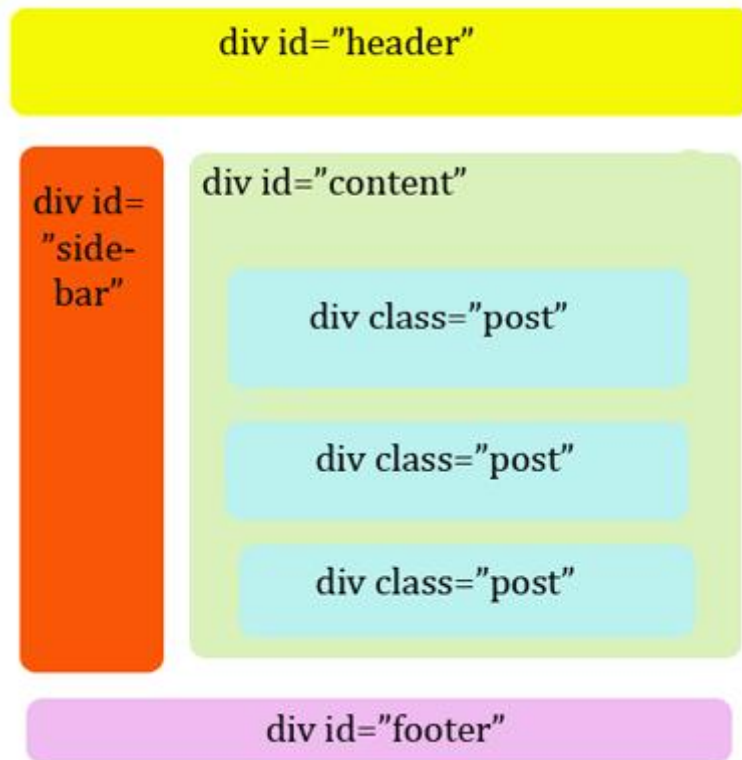 div id=”header”
div id=
”side-
bar”
div id=”content”
div class=”post”
div class=”post”
div class=”post”
div id=”footer”